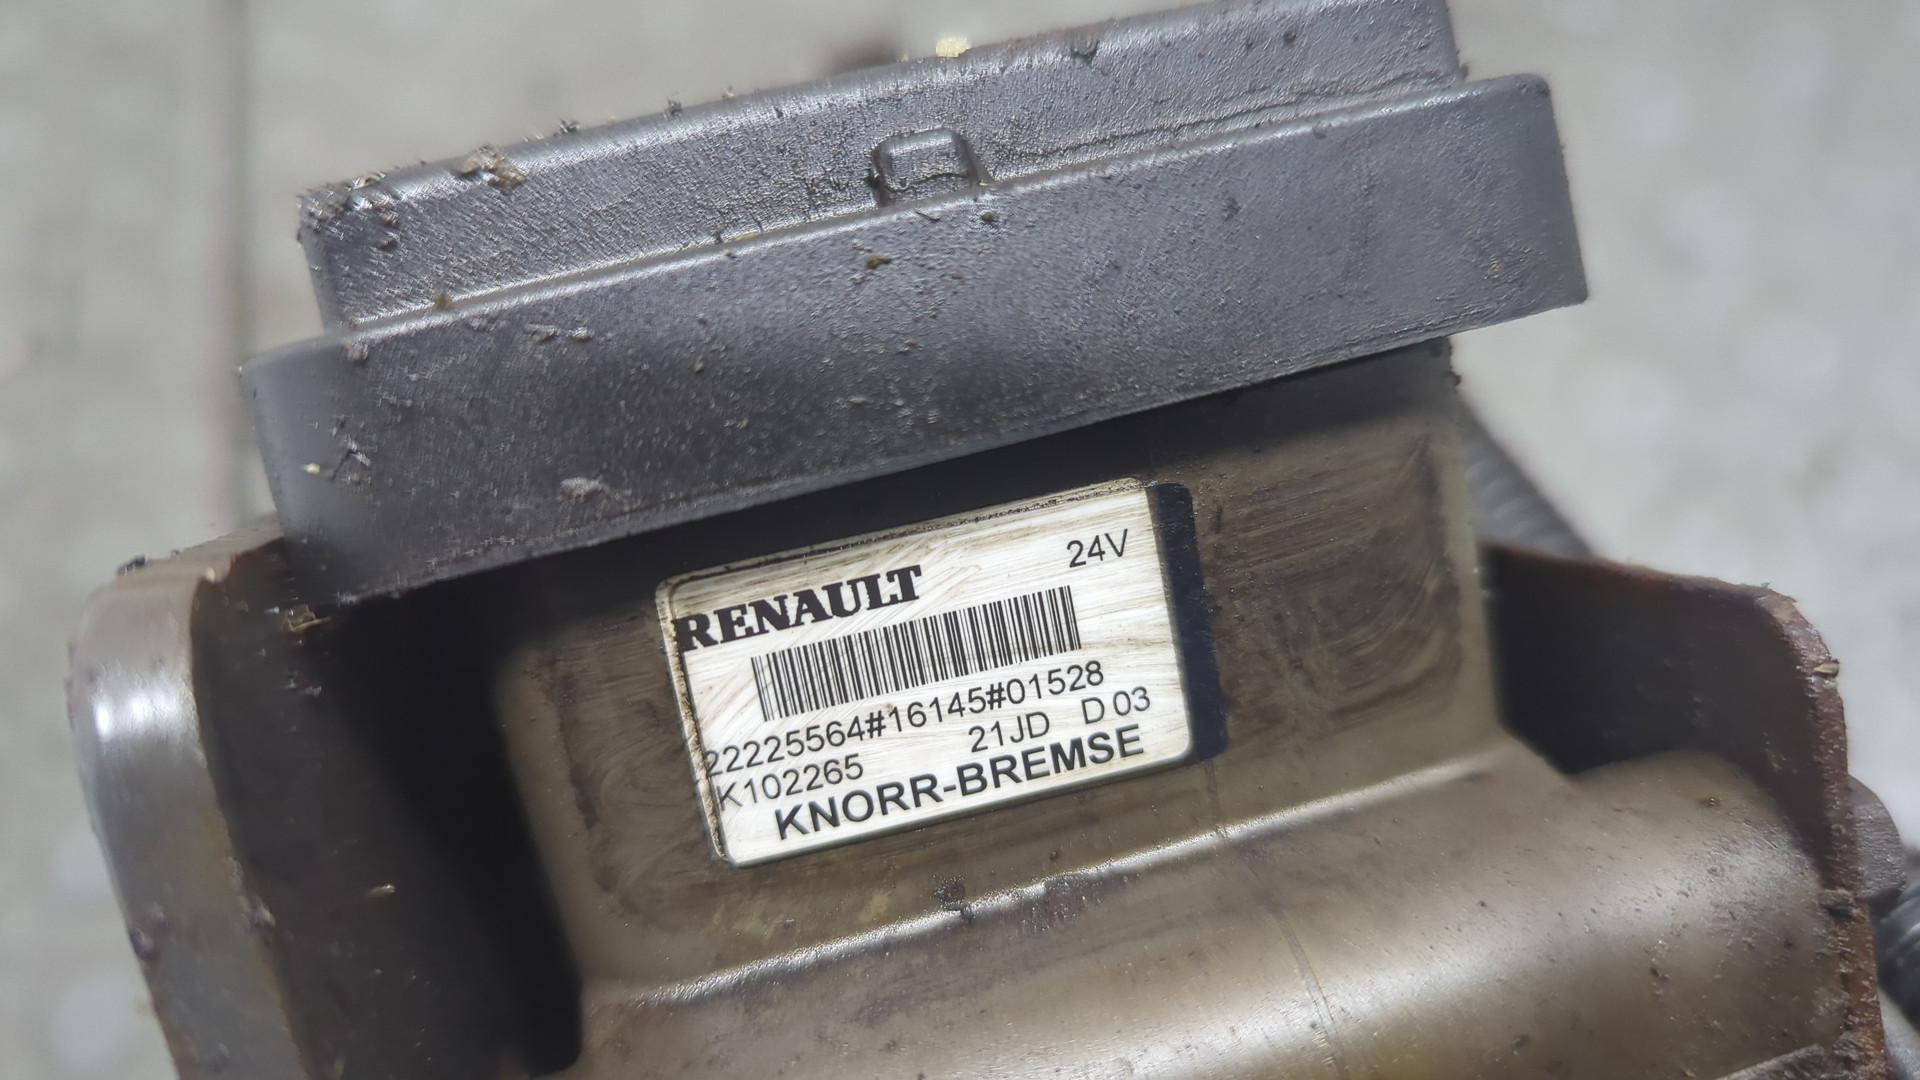 24V
RENAULT
22225564#16145#01528
K102265 21JD D 03
KNORR-BREMSE